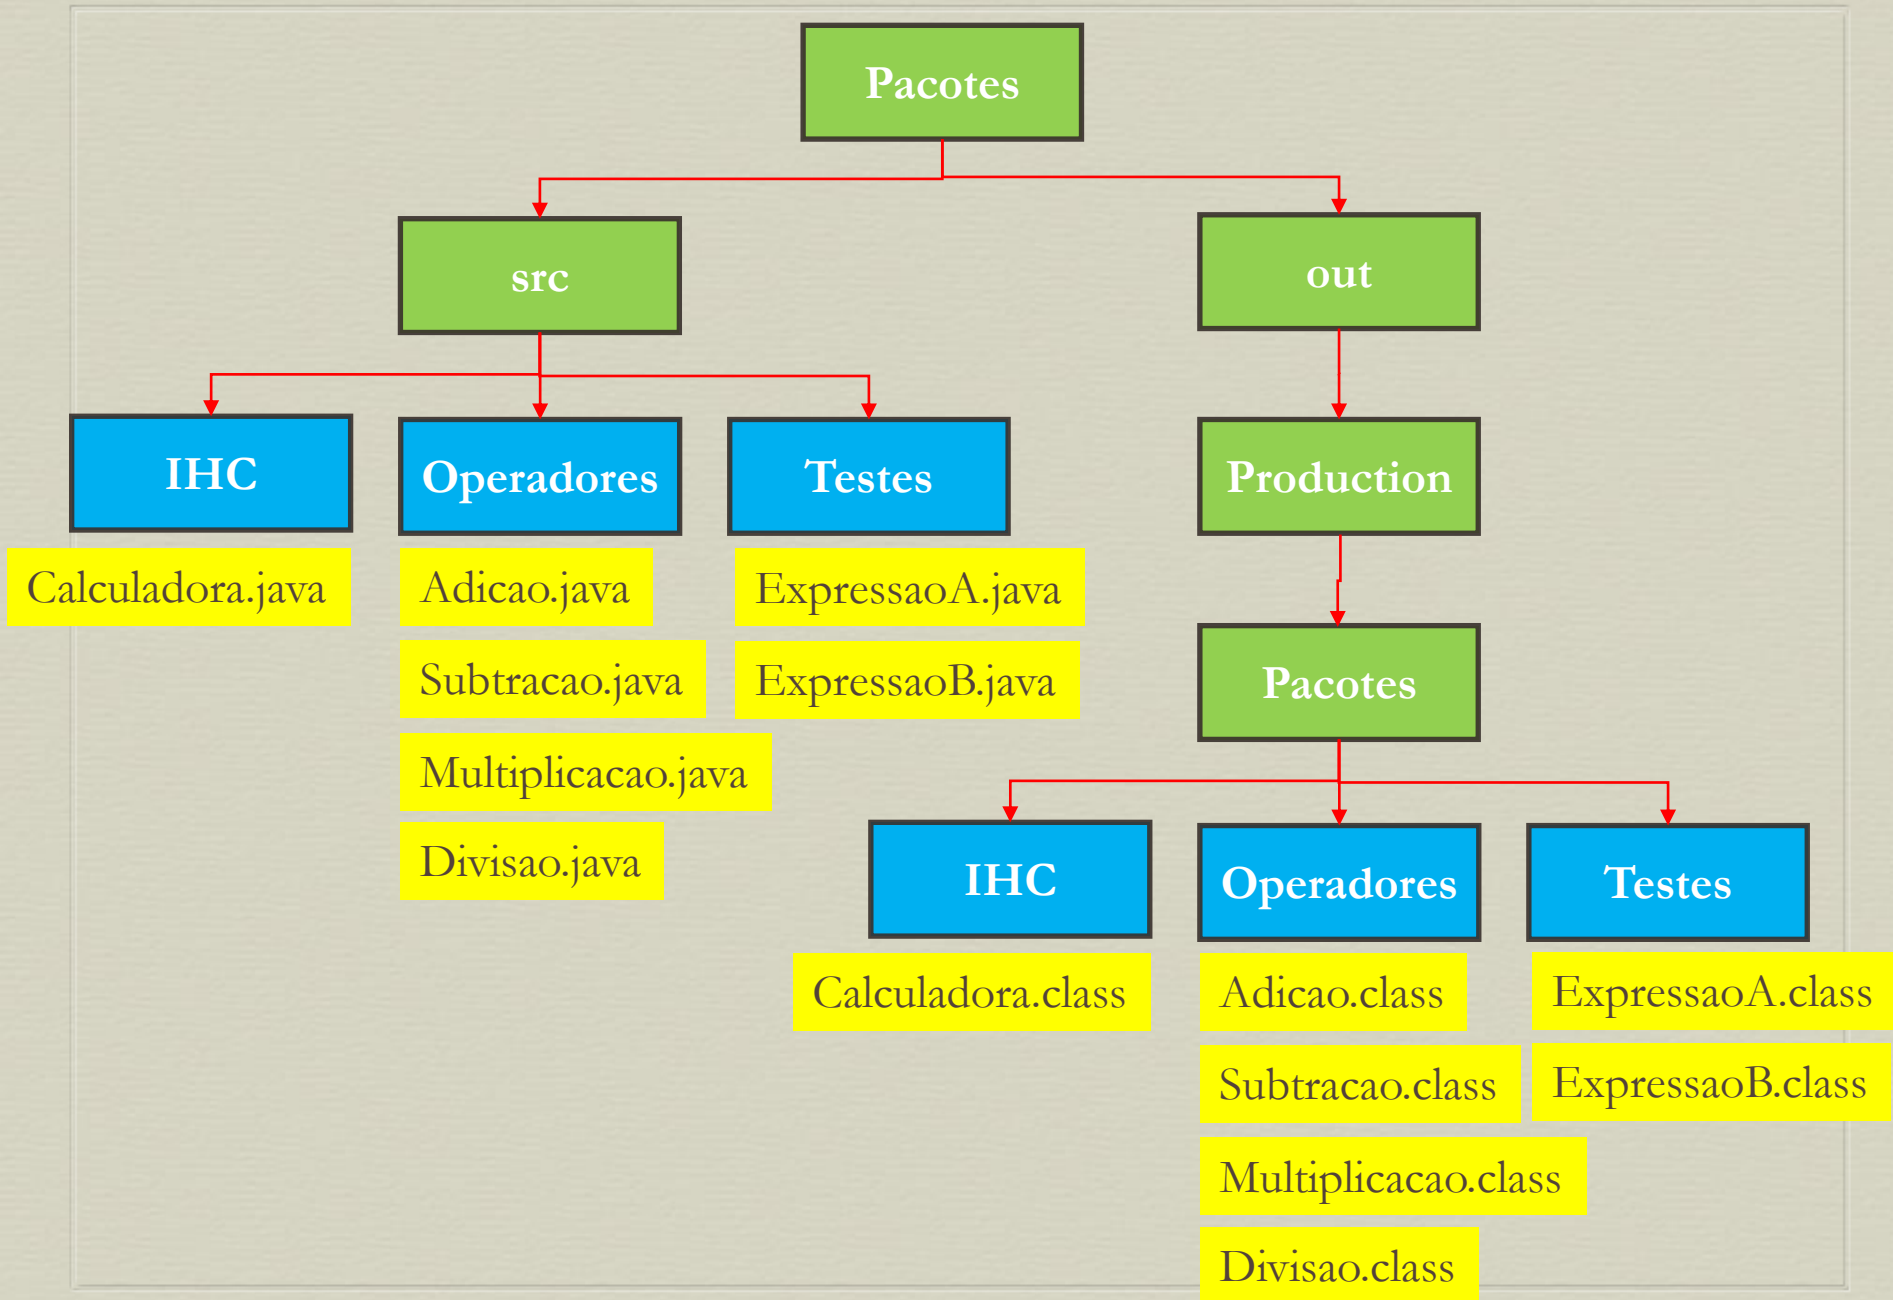 Pacotes
src
out
IHC
Operadores
Testes
Production
Calculadora.java
Adicao.java
ExpressaoA.java
Subtracao.java
ExpressaoB.java
Pacotes
Multiplicacao.java
Divisao.java
IHC
Operadores
Testes
Calculadora.class
Adicao.class
ExpressaoA.class
Subtracao.class
ExpressaoB.class
Multiplicacao.class
Divisao.class